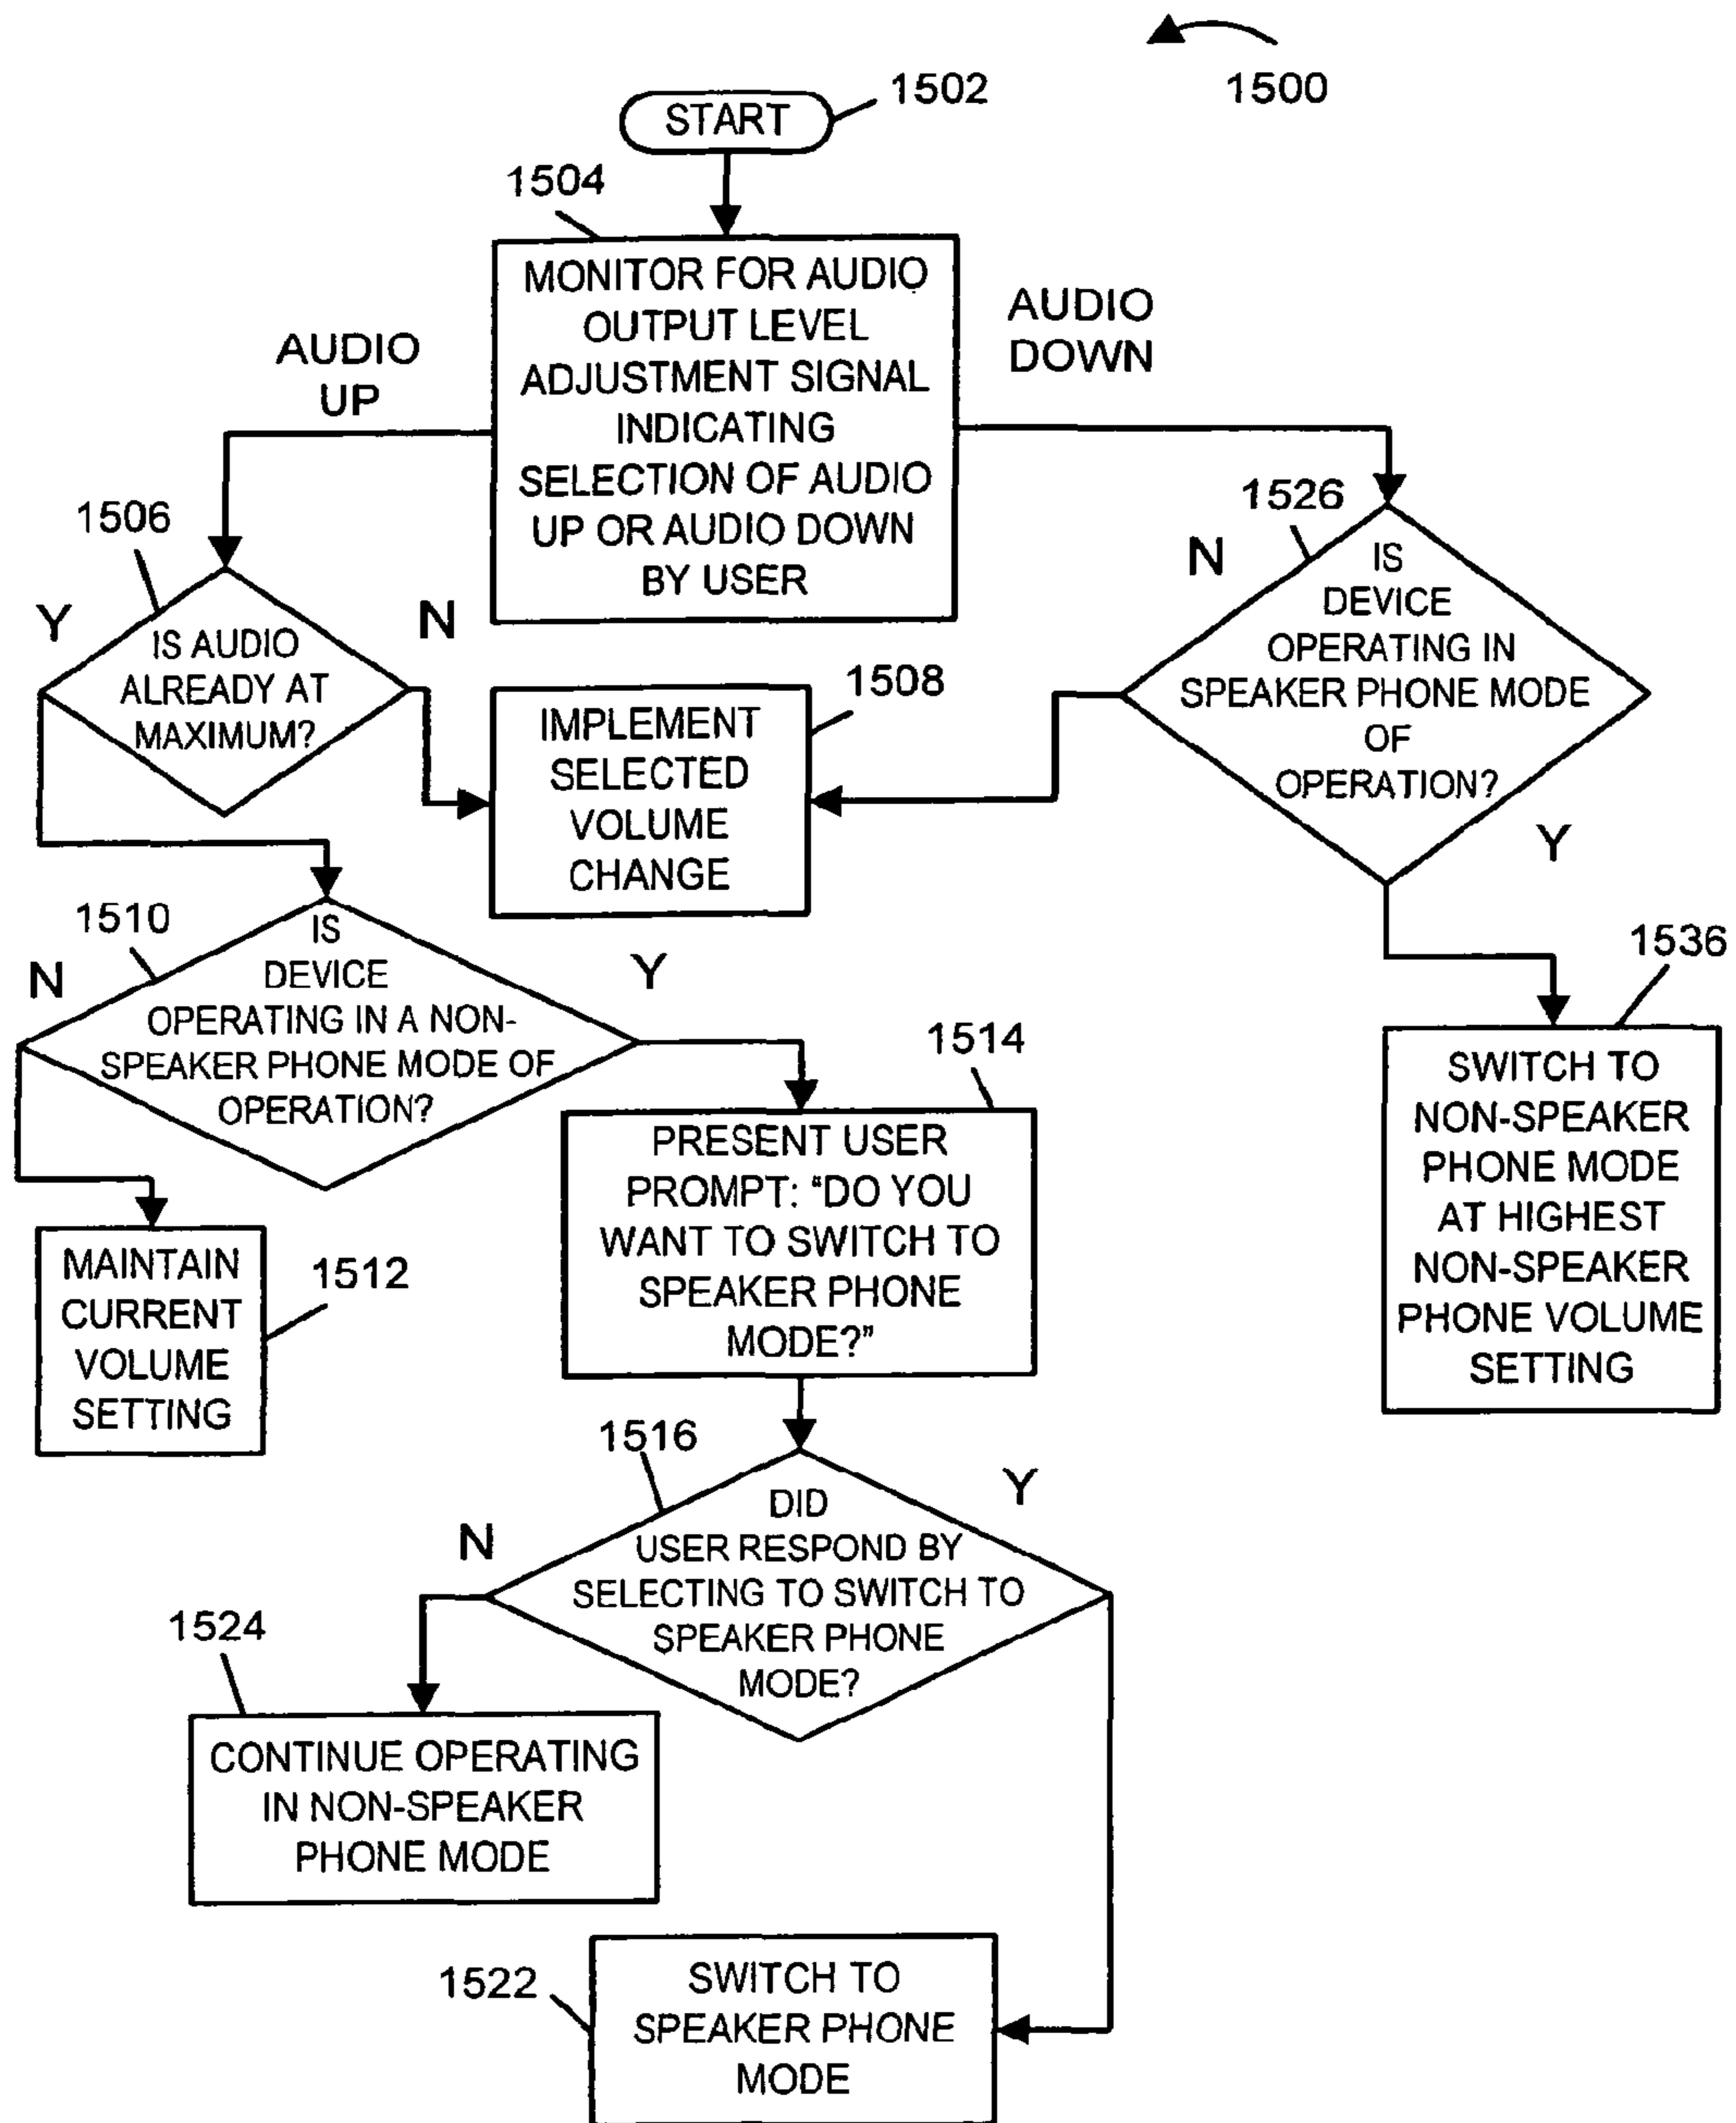 1500
START
1502
1504
MONITOR FOR AUDIO
OUTPUT LEVEL
ADJUSTMENT SIGNAL
INDICATING
SELECTION OF AUDIO
UP OR AUDIO DOWN
BY USER
AUDIO
UP
AUDIO
DOWN
1506
Y
N
IS AUDIO
ALREADY AT
MAXIMUM?
1508
IMPLEMENT
SELECTED
VOLUME
CHANGE
1526
N
IS
DEVICE
OPERATING IN
SPEAKER PHONE MODE
OF
OPERATION?
Y
1510
N
IS
DEVICE
OPERATING IN A NON-
SPEAKER PHONE MODE OF
OPERATION?
Y
1536
SWITCH TO
NON-SPEAKER
PHONE MODE
AT HIGHEST
NON-SPEAKER
PHONE VOLUME
SETTING
1512
MAINTAIN
CURRENT
VOLUME
SETTING
1514
PRESENT USER
PROMPT: “DO YOU
WANT TO SWITCH TO
SPEAKER PHONE
MODE?”
1516
N
DID
USER RESPOND BY
SELECTING TO SWITCH TO
SPEAKER PHONE
MODE?
Y
1524
CONTINUE OPERATING
IN NON-SPEAKER
PHONE MODE
1522
SWITCH TO
SPEAKER PHONE
MODE